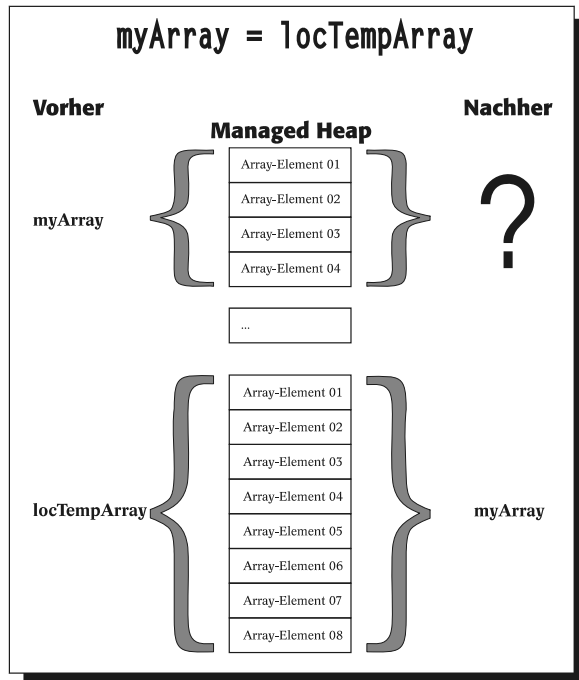 myArray = locTempArray
Vorher
Nachher
Managed Heap
myArray
Array-Element 01
Array-Element 02
Array-Element 03
Array-Element 04
?
...
locTempArray
Array-Element 01
Array-Element 02
Array-Element 03
Array-Element 04
Array-Element 05
Array-Element 06
Array-Element 07
Array-Element 08
myArray